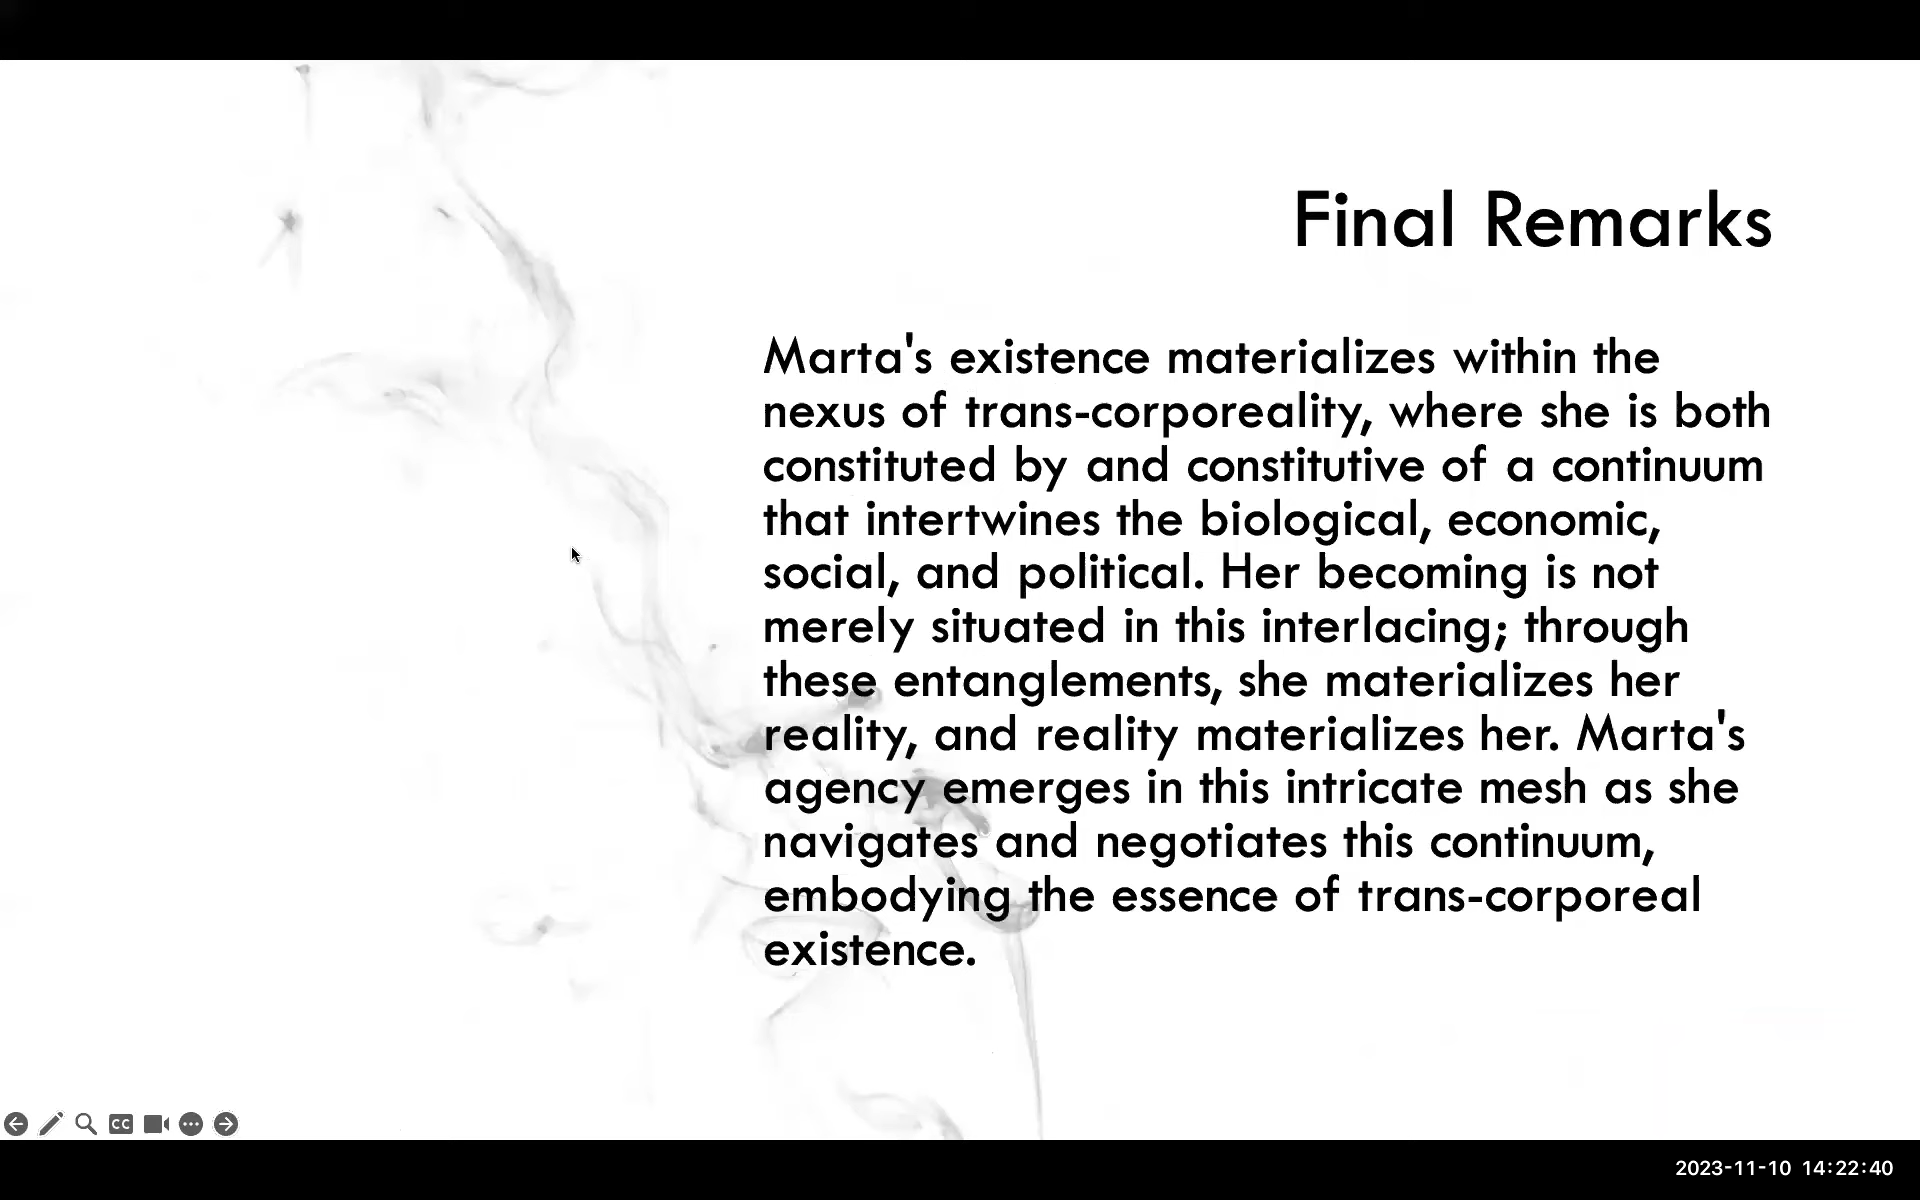 Final Remarks
Marta's existence materializes within the
nexus of trans-corporeality, where she is both
constituted by and constitutive of a continuum
that intertwines the biological, economic,
social, and political. Her becoming is not
merely situated in this interlacing; through
these entanglements, she materializes her
reality, and reality materializes her. Marta's
agency emerges in this intricate mesh as she
navigates and negotiates this continuum,
embodying the essence of trans-corporeal
existence.
CC
2023-11-10 14:22:40